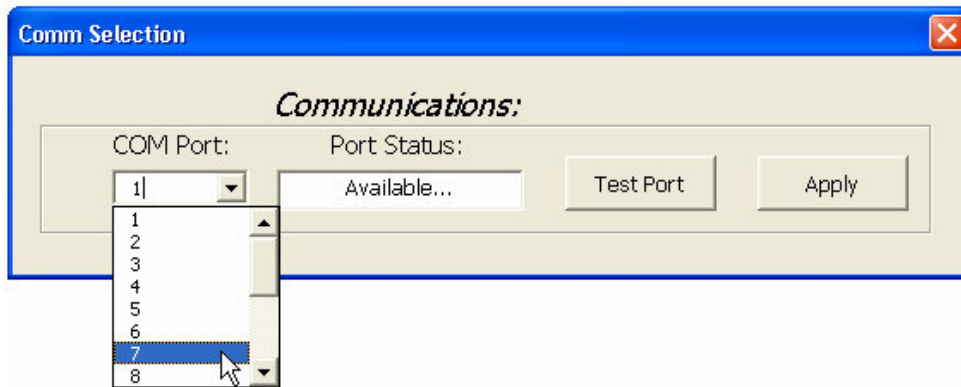 Comm Selection
Communications:
COM Port:
Port Status:
1
Available...
Test Port
Apply
1
2
3
4
5
6
7
8